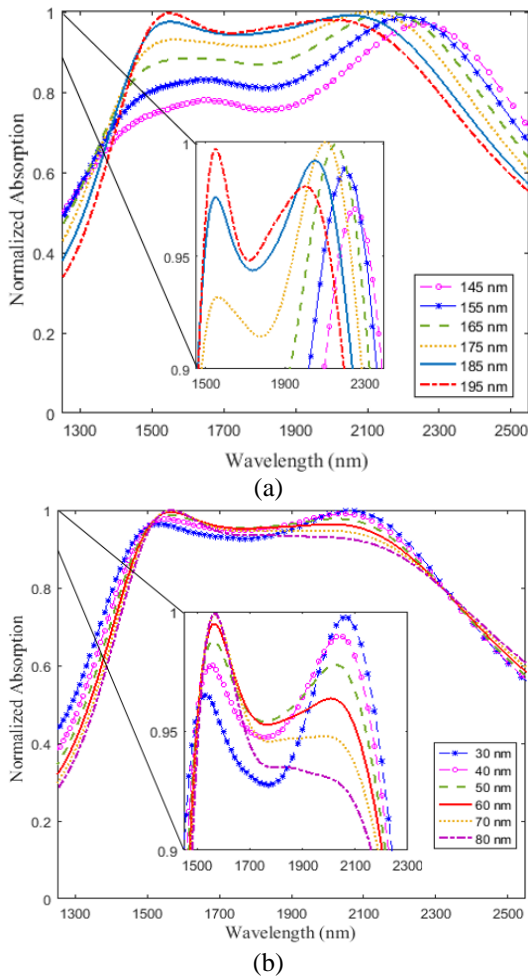 1
0.8
0.6
0.4
0.2
0
Normalized Absorption
1
0.95
0.9
1500 1900 2300
145 nm
155 nm
165 nm
175 nm
185 nm
195 nm
1300 1500 1700 1900 2100 2300 2500
Wavelength (nm)
(a)
1
0.8
0.6
0.4
0.2
0
Normalized Absorption
1
0.95
0.9
1500 1700 1900 2100 2300
30 nm
40 nm
50 nm
60 nm
70 nm
80 nm
1300 1500 1700 1900 2100 2300 2500
Wavelength (nm)
(b)